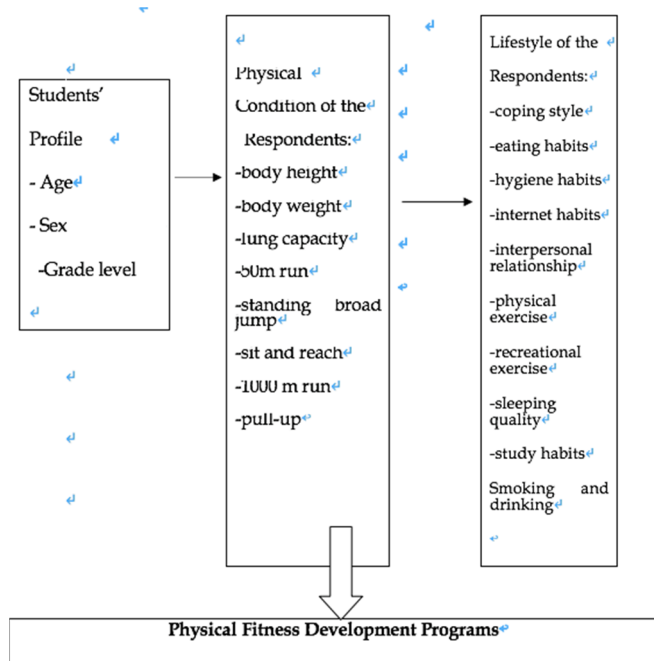 Students’
Profile
- Age
- Sex
-Grade level
Physical
Condition of the
Respondents:
-body height
-body weight
-lung capacity
-50m run
-standing broad
jump
-sit and reach
-1000 m run
-pull-up
Lifestyle of the
Respondents:
-coping style
-eating habits
-hygiene habits
-internet habits
-interpersonal
relationship
-physical
exercise
-recreational
exercise
-sleeping
quality
-study habits
Smoking and
drinking
Physical Fitness Development Programs